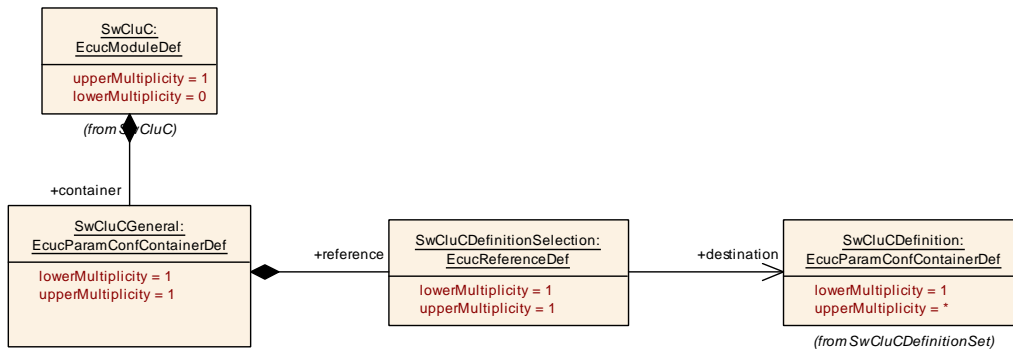 SwCluC:
EcucModuleDef
upperMultiplicity = 1
lowerMultiplicity = 0
(from SwCluC)
+container
SwCluCGeneral:
EcucParamConfContainerDef
lowerMultiplicity = 1
upperMultiplicity = 1
+reference
SwCluCDefinitionSelection:
EcucReferenceDef
lowerMultiplicity = 1
upperMultiplicity = 1
+destination
SwCluCDefinition:
EcucParamConfContainerDef
lowerMultiplicity = 1
upperMultiplicity = *
(from SwCluCDefinitionSet)